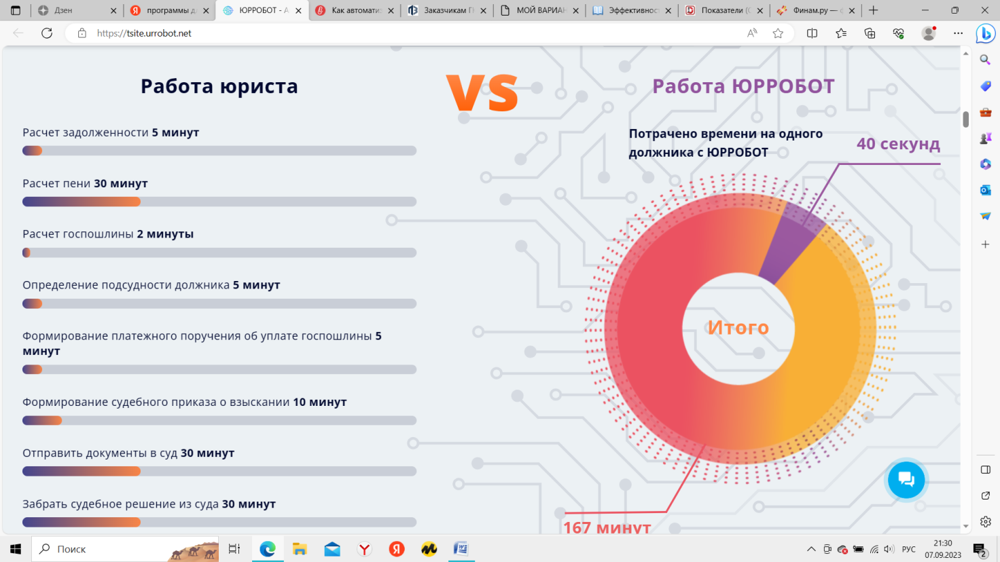 Дзен
программы д
ЮРРОБОТ - А
Как автомати
Заказчикам П
МОЙ ВАРИАН
Эффективнос
Показатели (С
Финам.ру —
https://tsite.urrobot.net
Работа юриста
VS
Работа ЮРРОБОТ
Расчет задолженности 5 минут
Расчет пени 30 минут
Расчет госпошлины 2 минуты
Определение подсудности должника 5 минут
Формирование платежного поручения об уплате госпошлины 5
минут
Формирование судебного приказа о взыскании 10 минут
Отправить документы в суд 30 минут
Забрать судебное решение из суда 30 минут
Потрачено времени на одного
должника с ЮРРОБОТ
40 секунд
Итого
167 минут
Поиск
РУС
21:30
07.09.2023
2